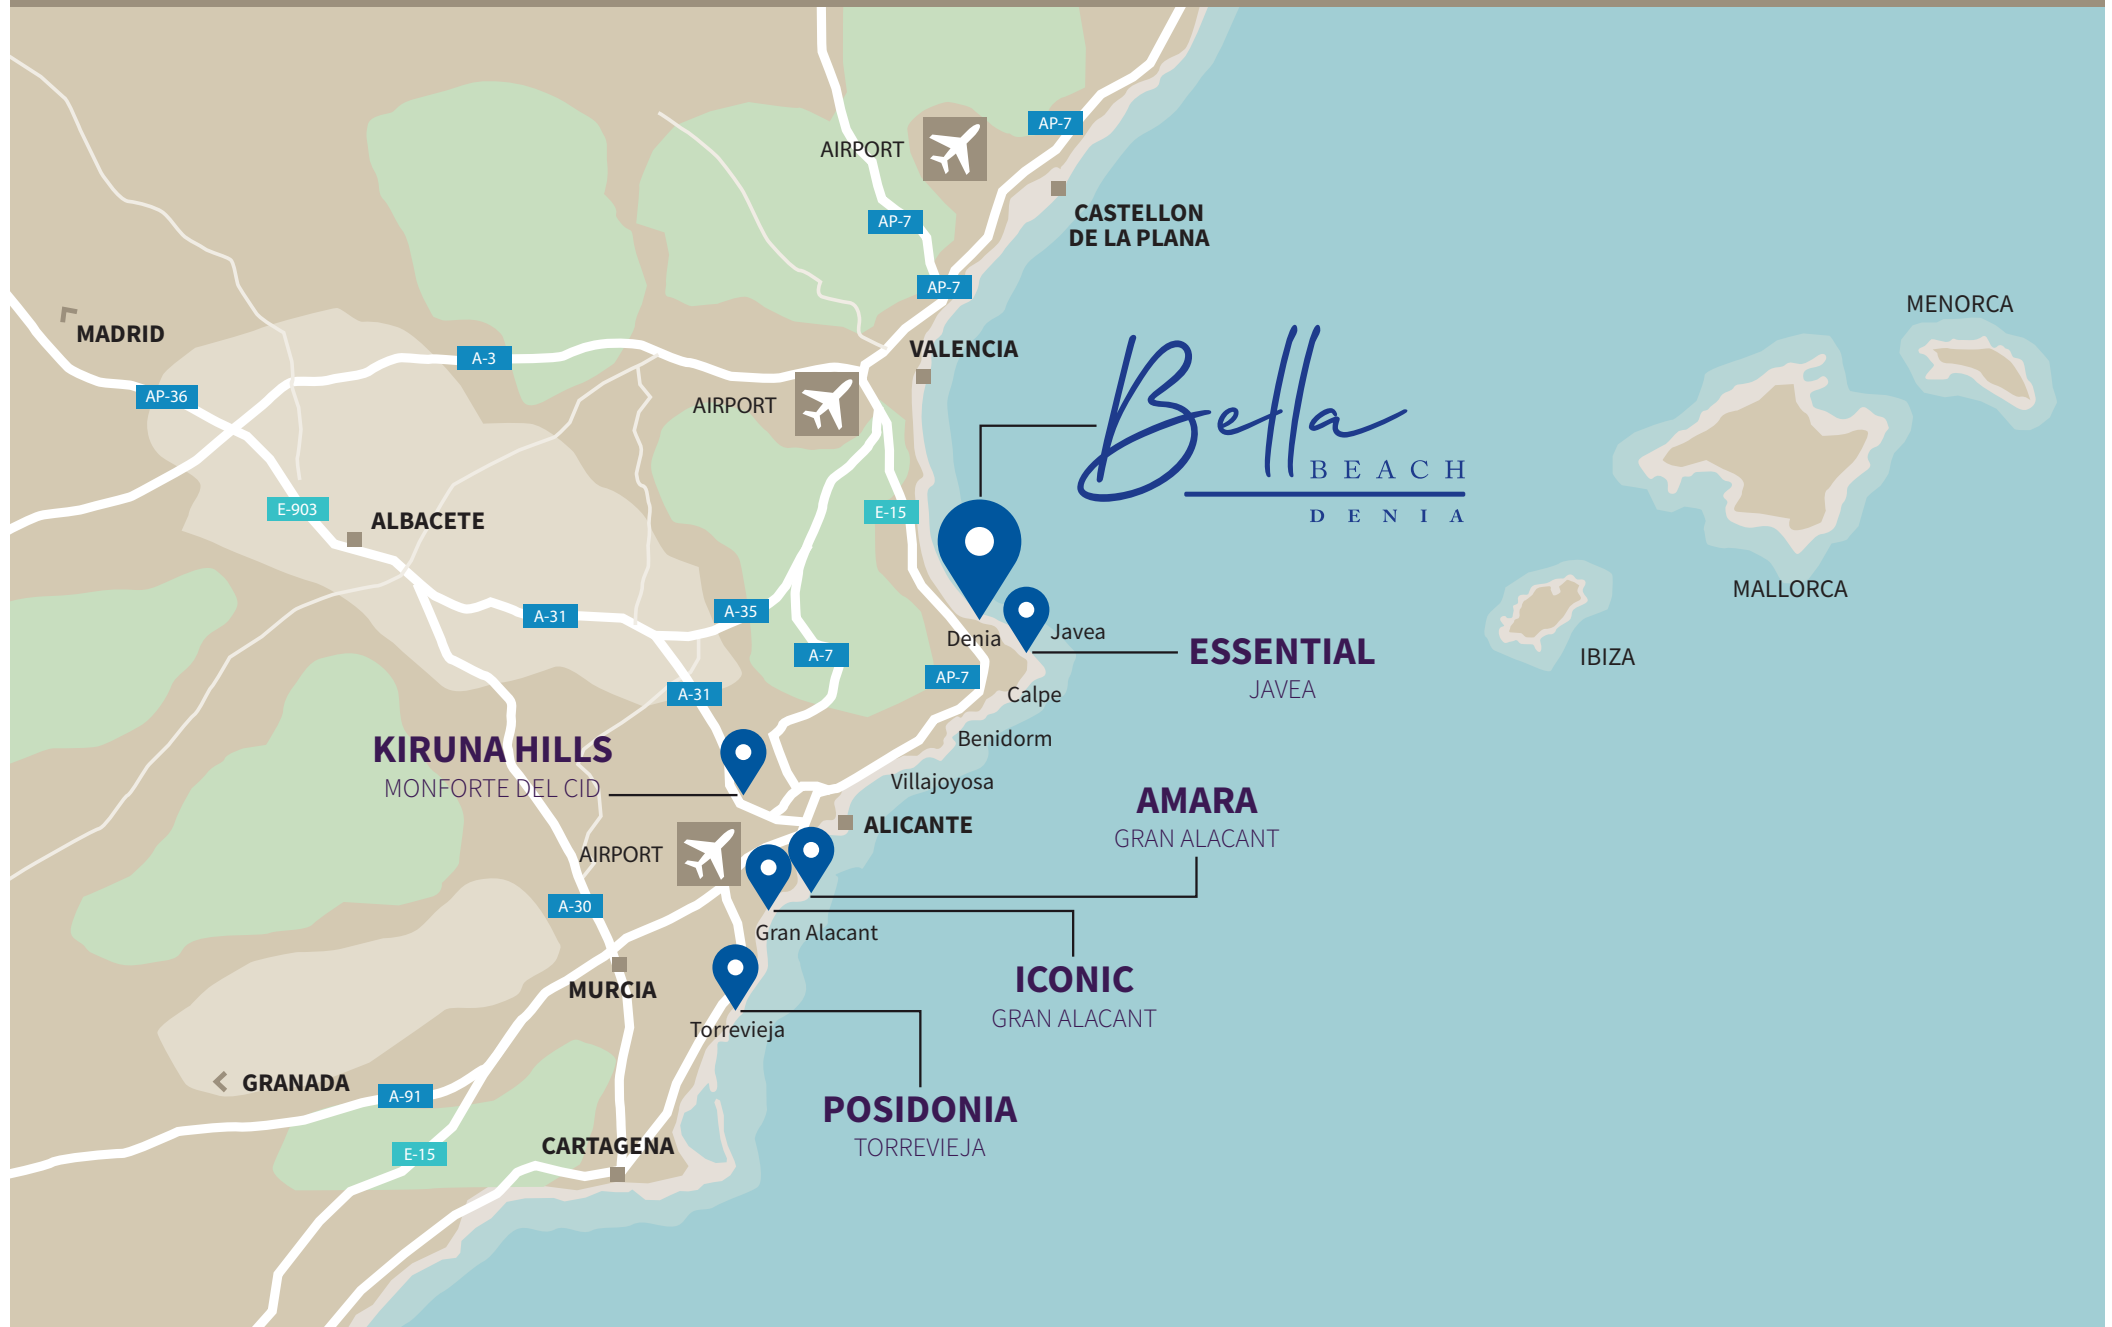 AP-7
AIRPORT
CASTELLON
DE LA PLANA
AP-7
AP-7
MENORCA
MADRID
VALENCIA
A-3
AP-36
AIRPORT
Bella
BEACH
DENIA
E-903
E-15
ALBACETE
MALLORCA
A-31
A-35
Denia
Javea
ESSENTIAL
JAVEA
IBIZA
A-7
AP-7
A-31
Calpe
KIRUNA HILLS
MONFORTE DEL CID
Benidorm
Villajoyosa
AMARA
GRAN ALACANT
ALICANTE
AIRPORT
A-30
Gran Alacant
ICONIC
GRAN ALACANT
MURCIA
Torrevieja
GRANADA
A-91
POSIDONIA
TORREVIEJA
E-15
CARTAGENA